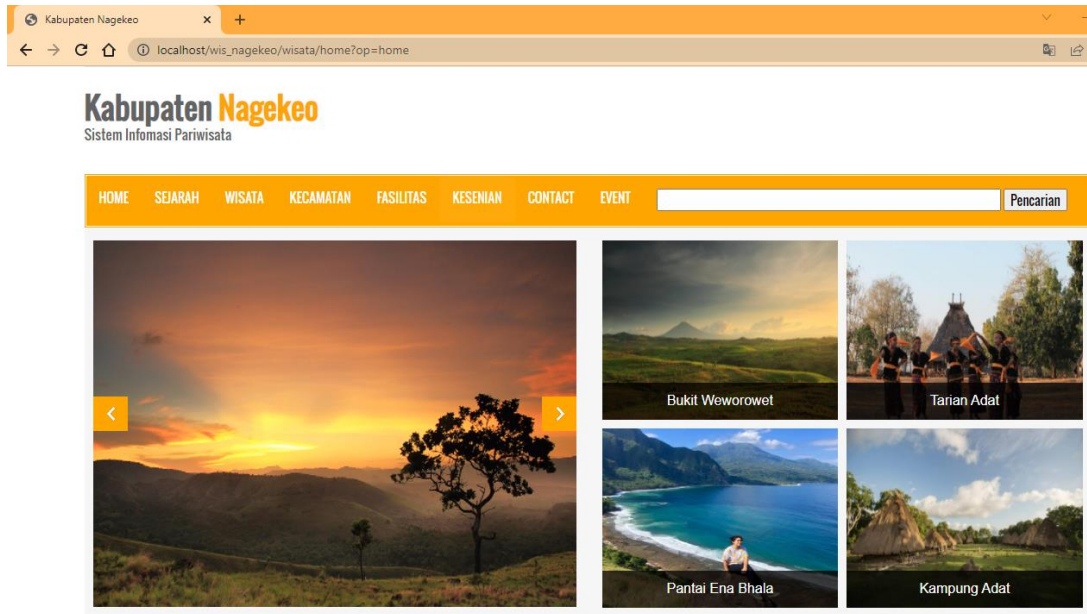 Kabupaten Nagekeo
localhost/wis_nagekeo/wisata/home?op=home
Kabupaten Nagekeo
Sistem Infomasi Pariwisata
HOME SEJARAH WISATA KECAMATAN FASILITAS KESENIAN CONTACT EVENT Pencarian
Bukit Weworowet
Tarian Adat
Pantai Ena Bhala
Kampung Adat